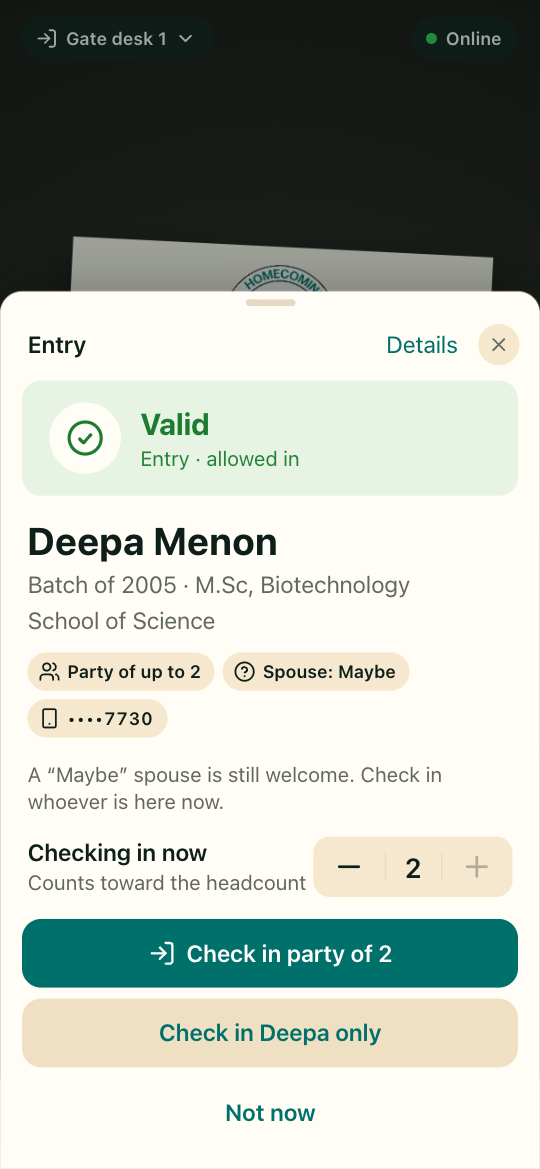 Gate desk 1
Online
HOMECOMIN
Entry
Details
Valid
Entry · allowed in
Deepa Menon
Batch of 2005 · M.Sc, Biotechnology
School of Science
Party of up to 2
Spouse: Maybe
••••7730
A “Maybe” spouse is still welcome. Check in
whoever is here now.
Checking in now
Counts toward the headcount
2
Check in party of 2
Check in Deepa only
Not now